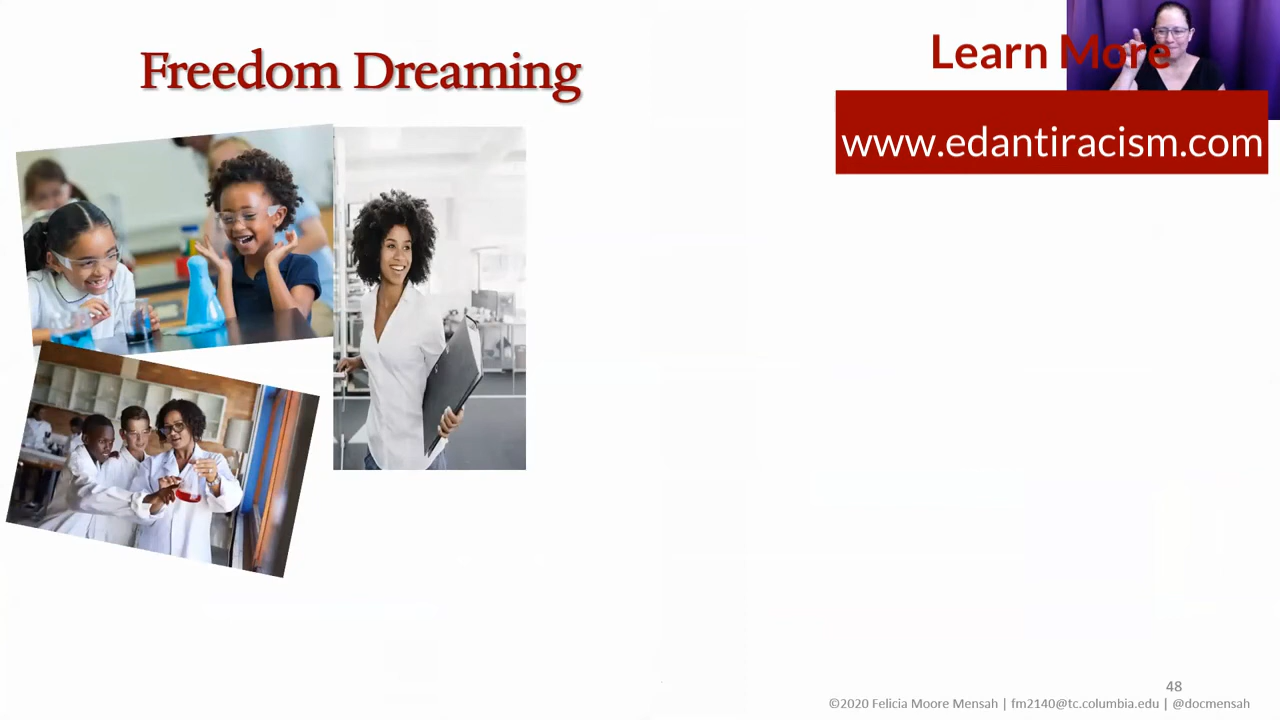 Freedom Dreaming
Learn More
www.edantiracism.com
48
©2020 Felicia Moore Mensah | fm2140@tc.columbia.edu | @docmensah